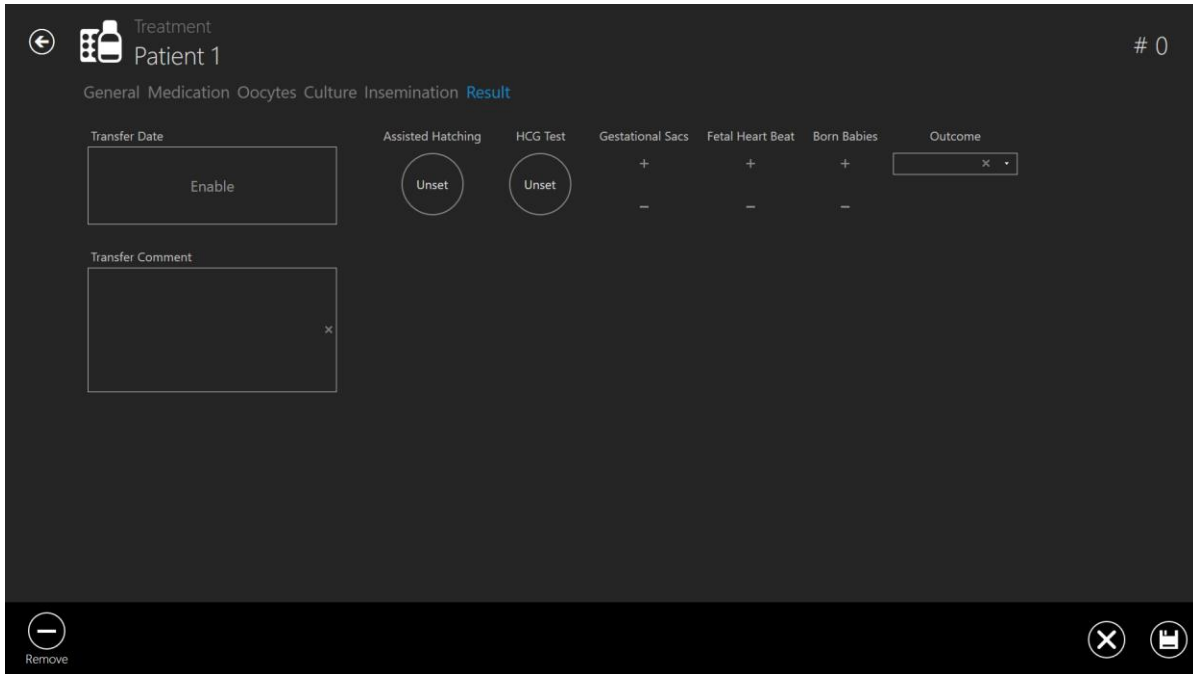 Treatment
Patient 1
# 0
General Medication Oocytes Culture Insemination Result
Transfer Date Assisted Hatching HCG Test Gestational Sacs Fetal Heart Beat Born Babies Outcome
+ + + × 
Enable Unset Unset
− − −
Transfer Comment
×
Remove